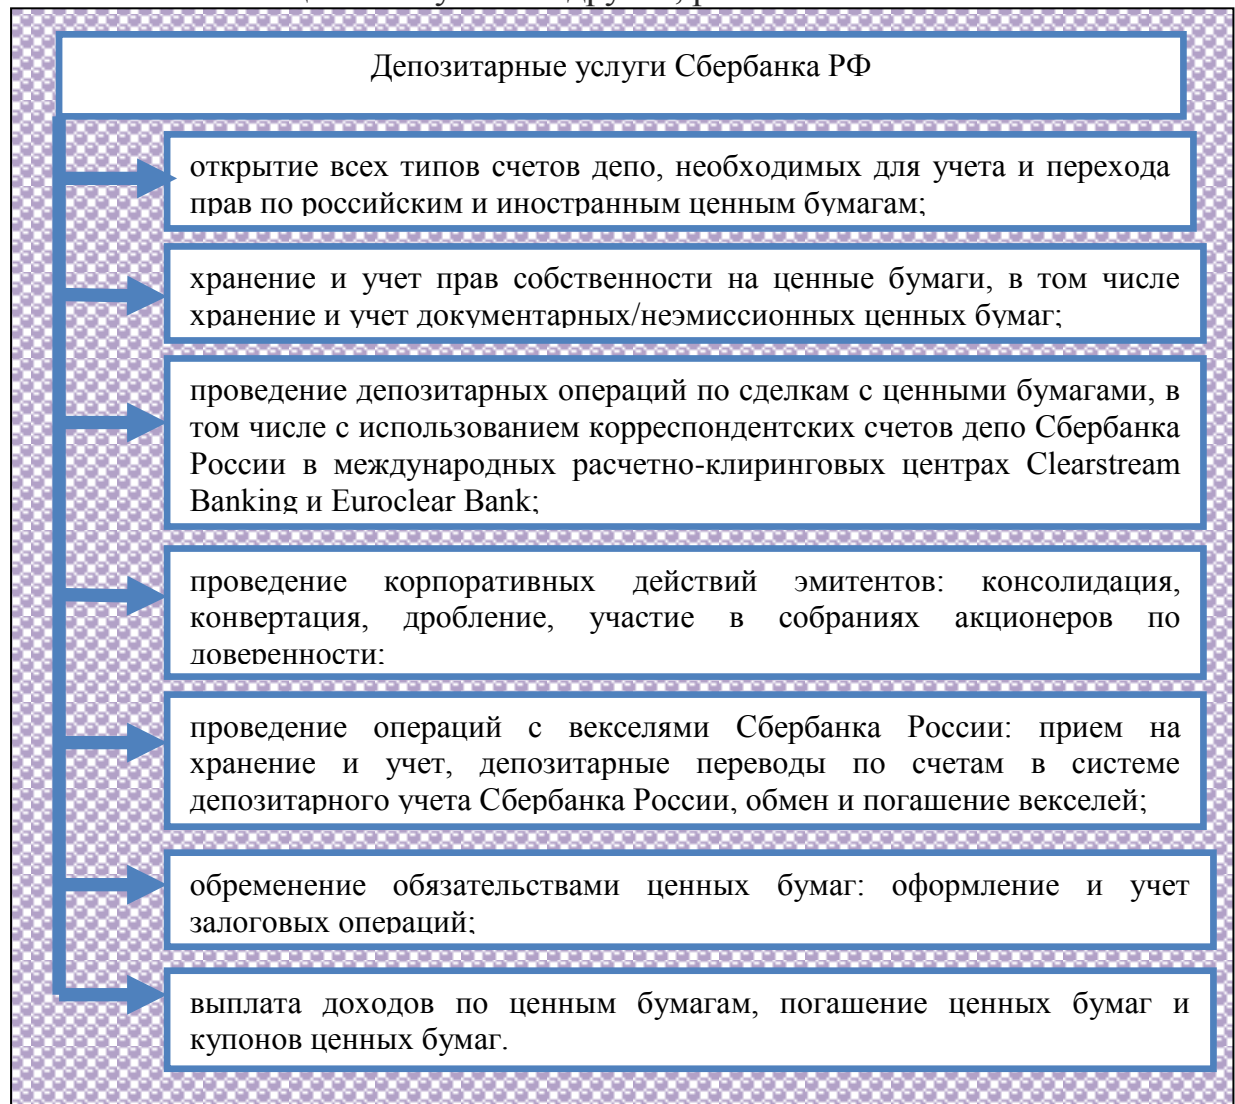 Депозитарные услуги Сбербанка РФ
открытие всех типов счетов депо, необходимых для учета и перехода
прав по российским и иностранным ценным бумагам;
хранение и учет прав собственности на ценные бумаги, в том числе
хранение и учет документарных/неэмиссионных ценных бумаг;
проведение депозитарных операций по сделкам с ценными бумагами, в
том числе с использованием корреспондентских счетов депо Сбербанка
России в международных расчетно-клиринговых центрах Clearstream
Banking и Euroclear Bank;
проведение корпоративных действий эмитентов: консолидация,
конвертация, дробление, участие в собраниях акционеров по
доверенности;
проведение операций с векселями Сбербанка России: прием на
хранение и учет, депозитарные переводы по счетам в системе
депозитарного учета Сбербанка России, обмен и погашение векселей;
обременение обязательствами ценных бумаг: оформление и учет
залоговых операций;
выплата доходов по ценным бумагам, погашение ценных бумаг и
купонов ценных бумаг.